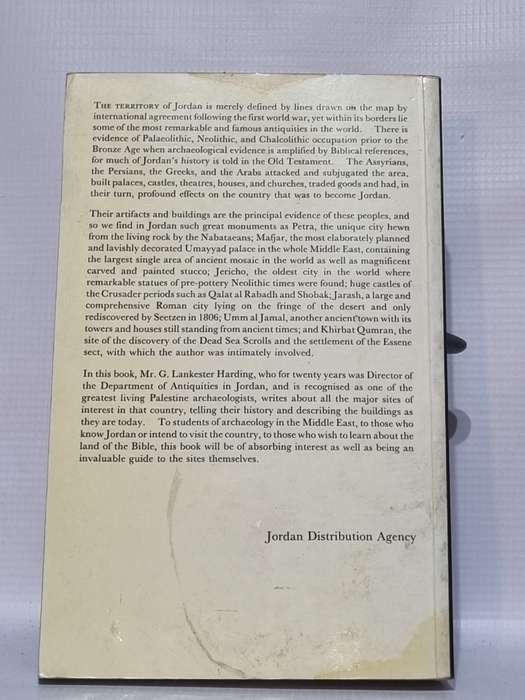 THE TERRITORY of Jordan is merely defined by lines drawn on the map by
international agreement following the first world war, yet within its borders lie
some of the most remarkable and famous antiquities in the world. There is
evidence of Palaeolithic, Neolithic, and Chalcolithic occupation prior to the
Bronze Age when archaeological evidence is amplified by Biblical references,
for much of Jordan's history is told in the Old Testament. The Assyrians,
the Persians, the Greeks, and the Arabs attacked and subjugated the area,
built palaces, castles, theatres, houses, and churches, traded goods and had, in
their turn, profound effects on the country that was to become Jordan.
Their artifacts and buildings are the principal evidence of these peoples, and
so we find in Jordan such great monuments as Petra, the unique city hewn
from the living rock by the Nabataeans; Mafjar, the most elaborately planned
and lavishly decorated Umayyad palace in the whole Middle East, containing
the largest single area of ancient mosaic in the world as well as magnificent
carved and painted stucco; Jericho, the oldest city in the world where
remarkable statues of pre-pottery Neolithic times were found; huge castles of
the Crusader periods such as Qalat al Rabadh and Shobak; Jarash, a large and
comprehensive Roman city lying on the fringe of the desert and only
rediscovered by Seetzen in 1806; Umm al Jamal, another ancient town with its
towers and houses still standing from ancient times; and Khirbat Qumran, the
site of the discovery of the Dead Sea Scrolls and the settlement of the Essene
sect, with which the author was intimately involved.
In this book, Mr. G. Lankester Harding, who for twenty years was Director of
the Department of Antiquities in Jordan, and is recognised as one of the
greatest living Palestine archaeologists, writes about all the major sites of
interest in that country, telling their history and describing the buildings as
they are today. To students of archaeology in the Middle East, to those who
know Jordan or intend to visit the country, to those who wish to learn about the
land of the Bible, this book will be of absorbing interest as well as being an
invaluable guide to the sites themselves.
Jordan Distribution Agency